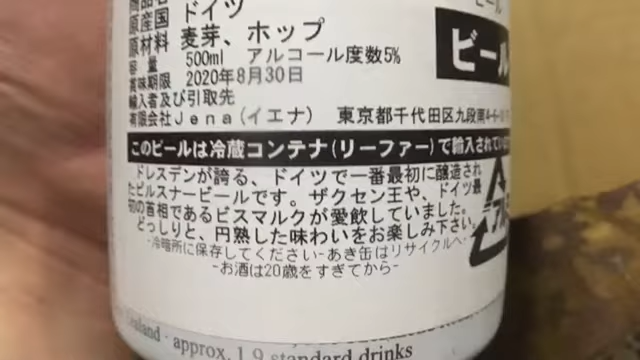 ビール
原産国 ドイツ
原材料 麦芽、ホップ
ビール
容量 500ml アルコール度数5%
賞味期限 2020年8月30日
輸入者及び引取先
有限会社Jena(イエナ) 東京都千代田区九段南4-6-
このビールは冷蔵コンテナ(リーファー)で輸入されてい
ドレスデンが誇る、ドイツで一番最初に醸造され
たピルスナービールです。ザクセン王や、ドイツ最
初の首相であるビスマルクが愛飲していました。
どっしりと、円熟した味わいをお楽しみ下さい。
アルミ
-冷暗所に保存してください-あき缶はリサイクルへ-
-お酒は20歳をすぎてから-
approx. 1.9 standard drinks